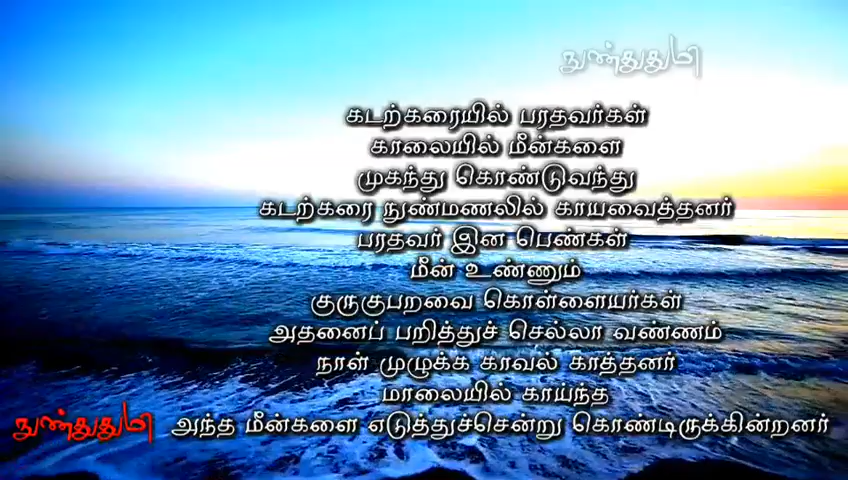 நுண்துதுமி
கடற்கரையில் பரதவர்கள்
காலையில் மீன்களை
முகந்து கொண்டுவந்து
கடற்கரை நுண்மணலில் காயவைத்தனர்
பரதவர் இன பெண்கள்
மீன் உண்ணும்
குருகுபறவை கொள்ளையர்கள்
அதனைப் பறித்துச் செல்லா வண்ணம்
நாள் முழுக்க காவல் காத்தனர்
மாலையில் காய்ந்த
நுண்துதுமி அந்த மீன்களை எடுத்துச்சென்று கொண்டிருக்கின்றனர்